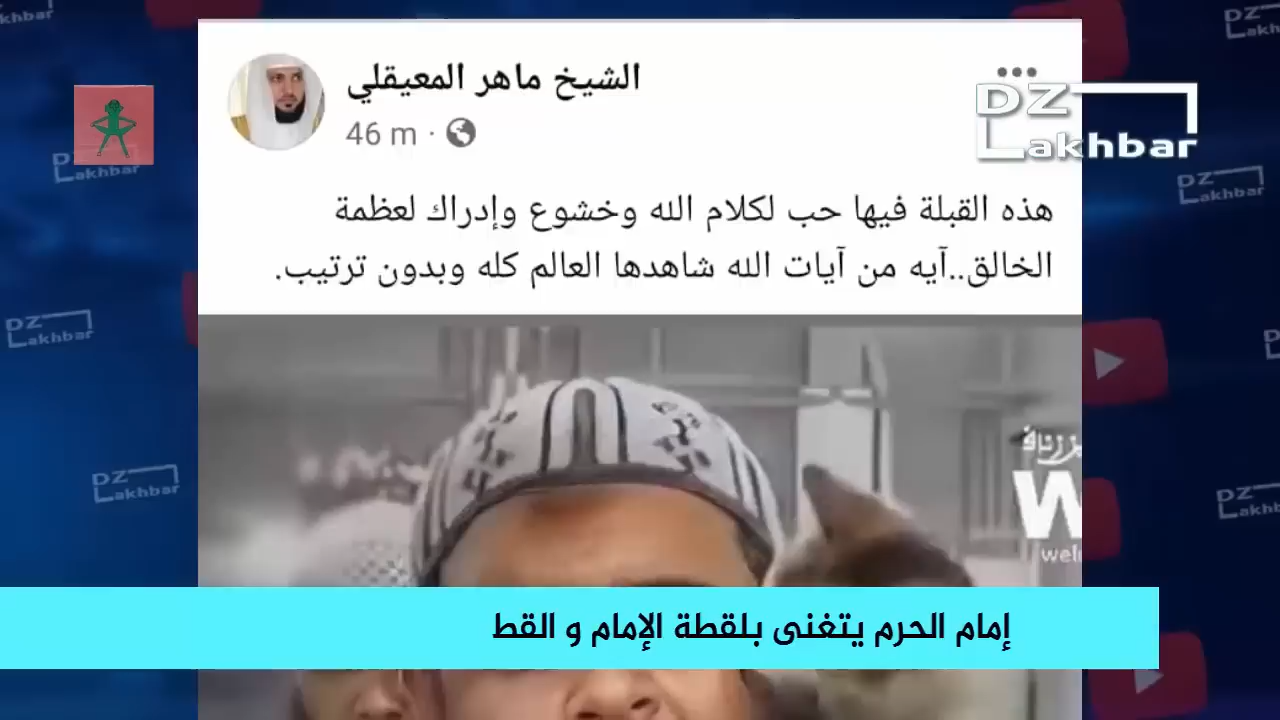 الشيخ ماهر المعيقلي
46 m ·
DZ
Lakhbar
هذه القبلة فيها حب لكلام الله وخشوع وإدراك لعظمة
الخالق..آيه من آيات الله شاهدها العالم كله وبدون ترتيب.
W
إمام الحرم يتغنى بلقطة الإمام و القط